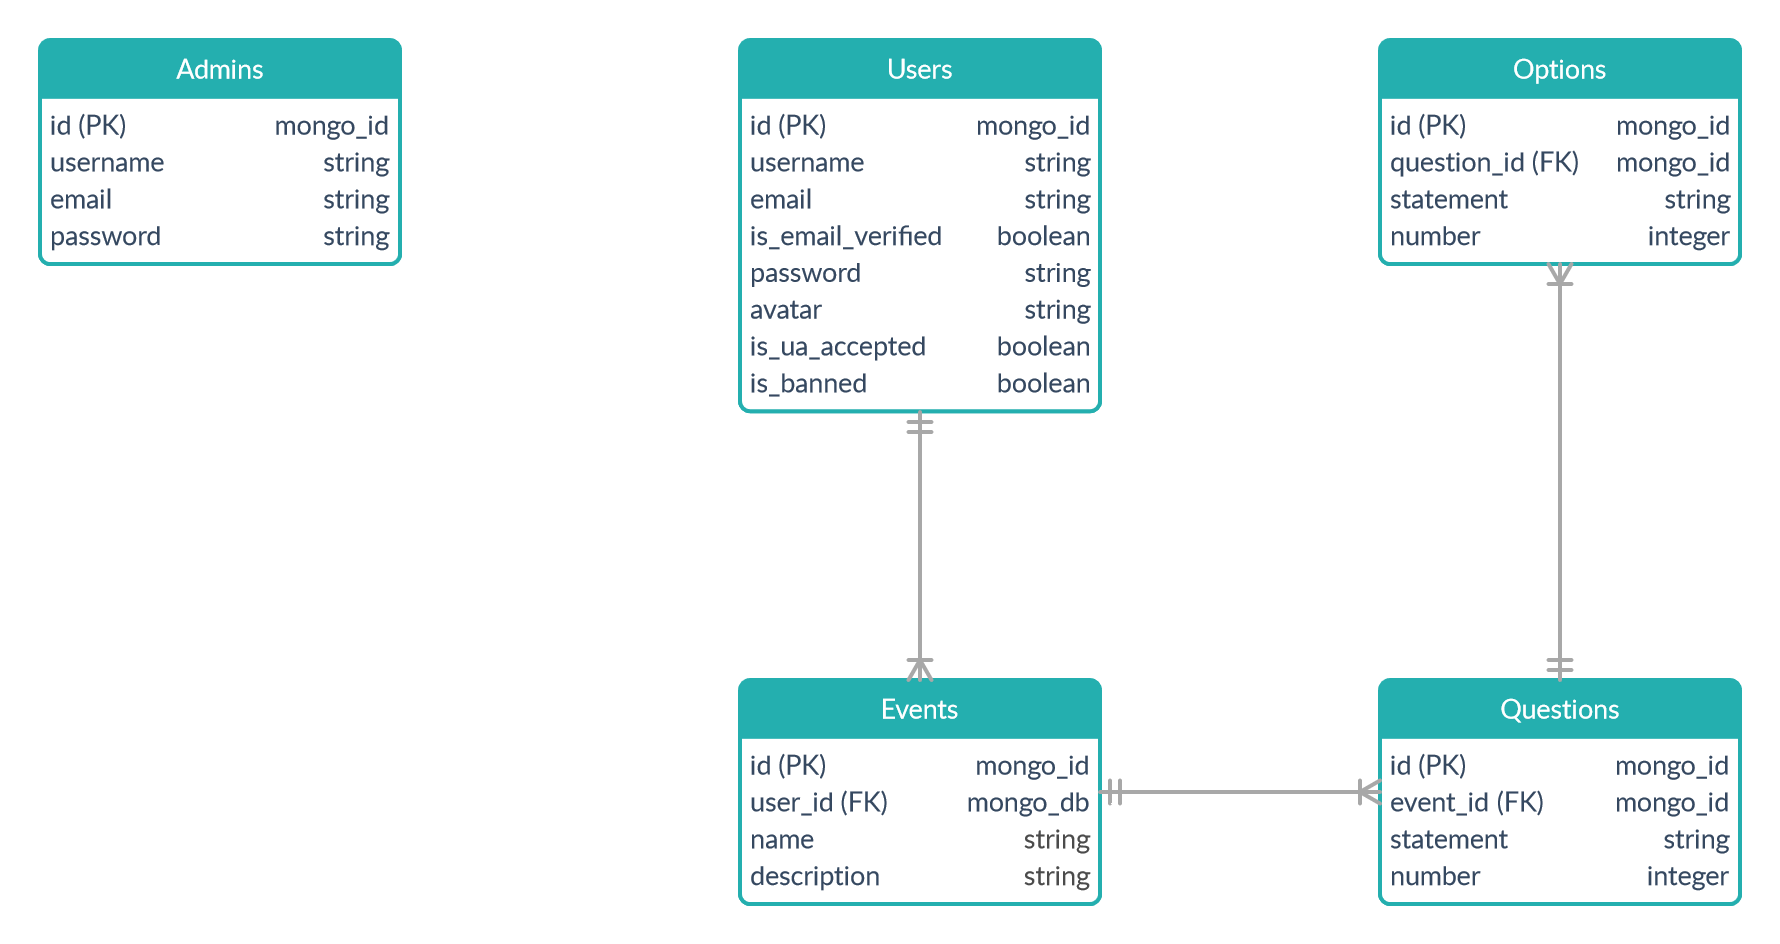 Admins
id (PK) mongo_id
username string
email string
password string
Users
id (PK) mongo_id
username string
email string
is_email_verified boolean
password string
avatar string
is_ua_accepted boolean
is_banned boolean
Options
id (PK) mongo_id
question_id (FK) mongo_id
statement string
number integer
Events
id (PK) mongo_id
user_id (FK) mongo_db
name string
description string
Questions
id (PK) mongo_id
event_id (FK) mongo_id
statement string
number integer